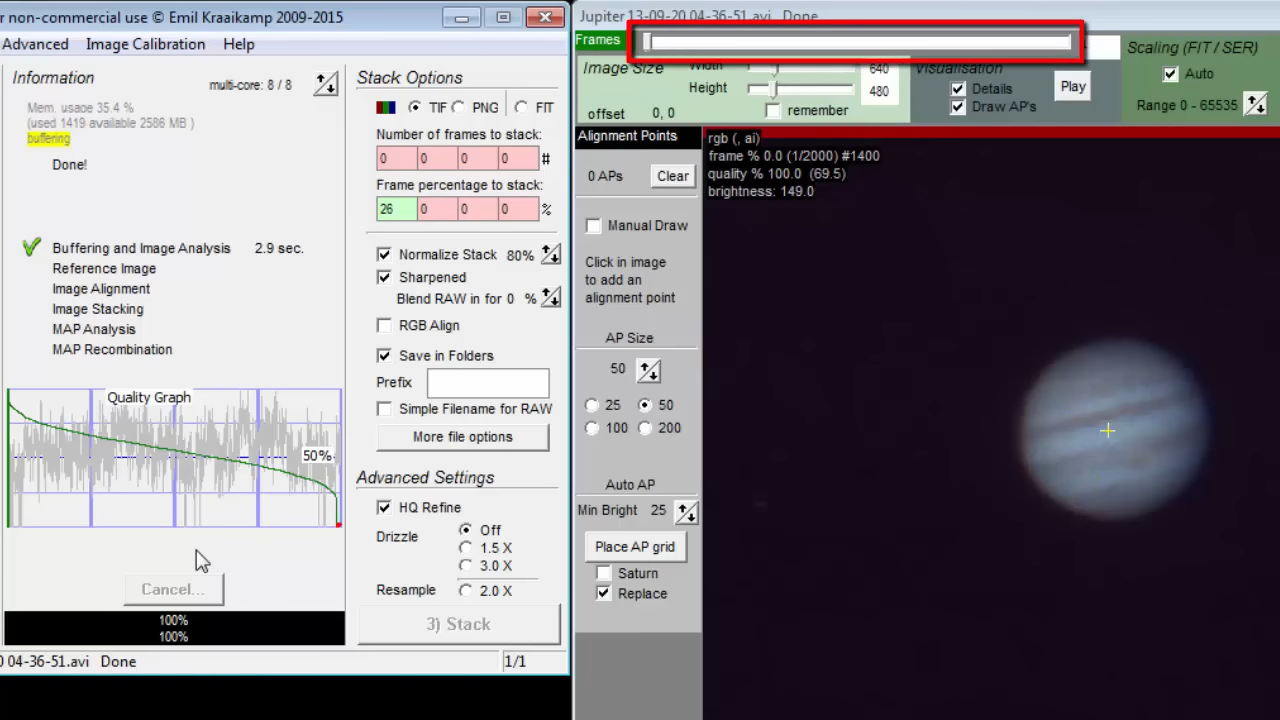 r non-commercial use © Emil Kraaikamp 2009-2015
Advanced Image Calibration Help
Information
multi-core: 8 / 8
Mem. usage 35.4 %
(used 1419 available 2586 MB )
buffering
Done!
Buffering and Image Analysis 2.9 sec.
Reference Image
Image Alignment
Image Stacking
MAP Analysis
MAP Recombination
Quality Graph
50%
Cancel...
100%
100%
0 04-36-51.avi Done
1/1
Stack Options
TIF PNG FIT
Number of frames to stack:
0 0 0 0 #
Frame percentage to stack:
26 0 0 0 %
Normalize Stack 80%
Sharpened
Blend RAW in for 0 %
RGB Align
Save in Folders
Prefix
Simple Filename for RAW
More file options
Advanced Settings
HQ Refine
Drizzle
Off
1.5 X
3.0 X
Resample 2.0 X
3) Stack
Jupiter 13-09-20 04-36-51.avi Done
Frames
Image Size
Width 640
Height 480
offset 0, 0
remember
Visualisation
Details
Draw AP's
Play
Scaling (FIT / SER)
Auto
Range 0 - 65535
Alignment Points
0 APs Clear
Manual Draw
Click in image
to add an
alignment point
AP Size
50
25 50
100 200
Auto AP
Min Bright 25
Place AP grid
Saturn
Replace
rgb (, ai)
frame % 0.0 (1/2000) #1400
quality % 100.0 (69.5)
brightness: 149.0